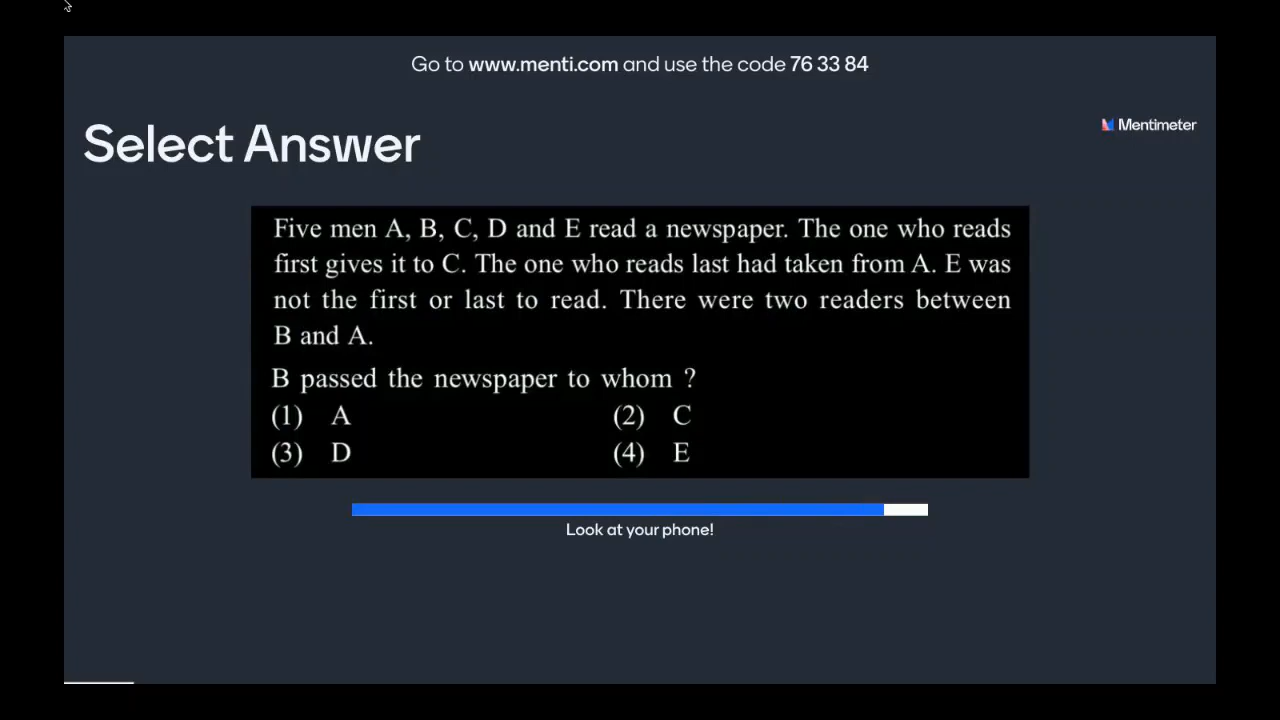 Go to www.menti.com and use the code 76 33 84
Select Answer
Mentimeter
Five men A, B, C, D and E read a newspaper. The one who reads
first gives it to C. The one who reads last had taken from A. E was
not the first or last to read. There were two readers between
B and A.
B passed the newspaper to whom ?
(1) A (2) C
(3) D (4) E
Look at your phone!